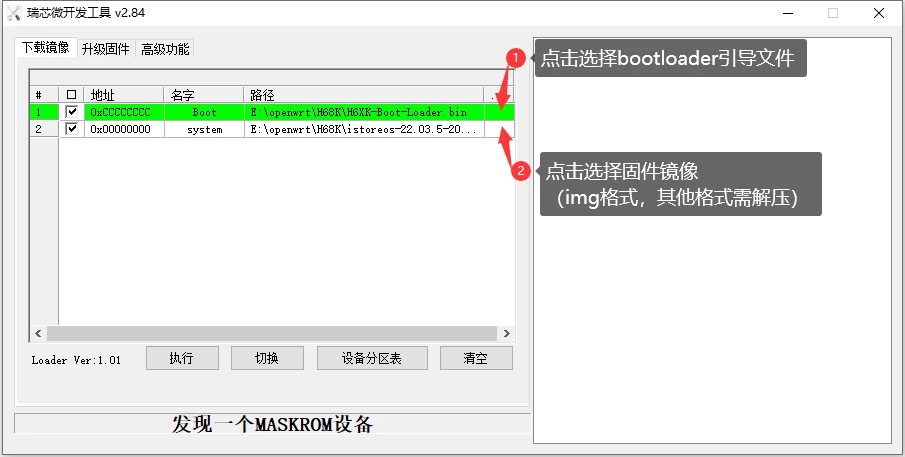 瑞芯微开发工具 v2.84
下载镜像 升级固件 高级功能
1 点击选择bootloader引导文件
# 地址 名字 路径 ..
1 0xCCCCCCCC Boot E:\openwrt\H68K\H6XK-Boot-Loader.bin
2 0x00000000 system E:\openwrt\H68K\istoreos-22.03.5-20...
2 点击选择固件镜像
（img格式，其他格式需解压）
Loader Ver:1.01 执行 切换 设备分区表 清空
发现一个MASKROM设备